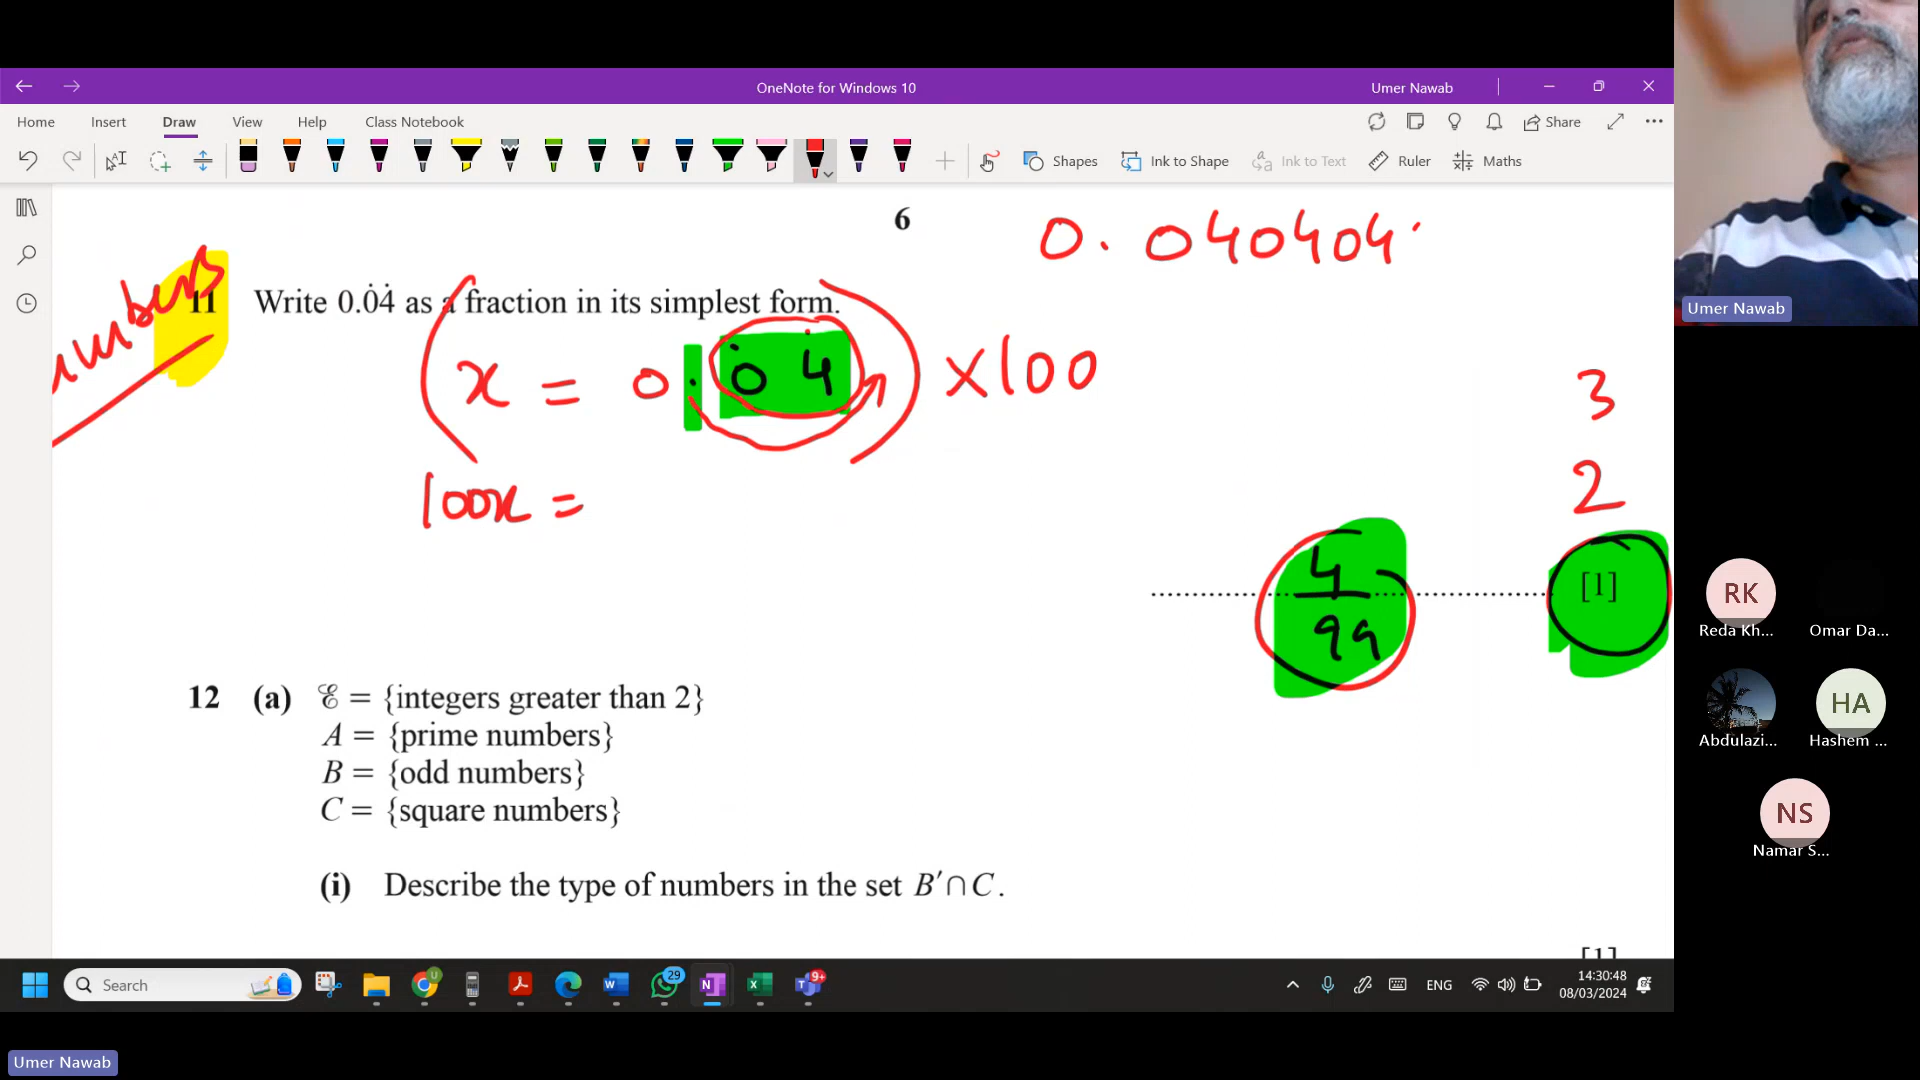 OneNote for Windows 10
Umer Nawab
Home Insert Draw View Help Class Notebook
Share
Shapes Ink to Shape Ink to Text Ruler Maths
6
0.040404.
numbers
11 Write 0.0̇4̇ as a fraction in its simplest form.
x = 0.0̇4̇ ×100
100x =
3
2
4
99
[1]
12 (a) ℰ = {integers greater than 2}
A = {prime numbers}
B = {odd numbers}
C = {square numbers}
(i) Describe the type of numbers in the set B′∩C.
[1]
Search
29
9+
ENG
14:30:48
08/03/2024
Umer Nawab
Umer Nawab
RK
Reda Kh...
Omar Da...
Abdulazi...
HA
Hashem ...
NS
Namar S...